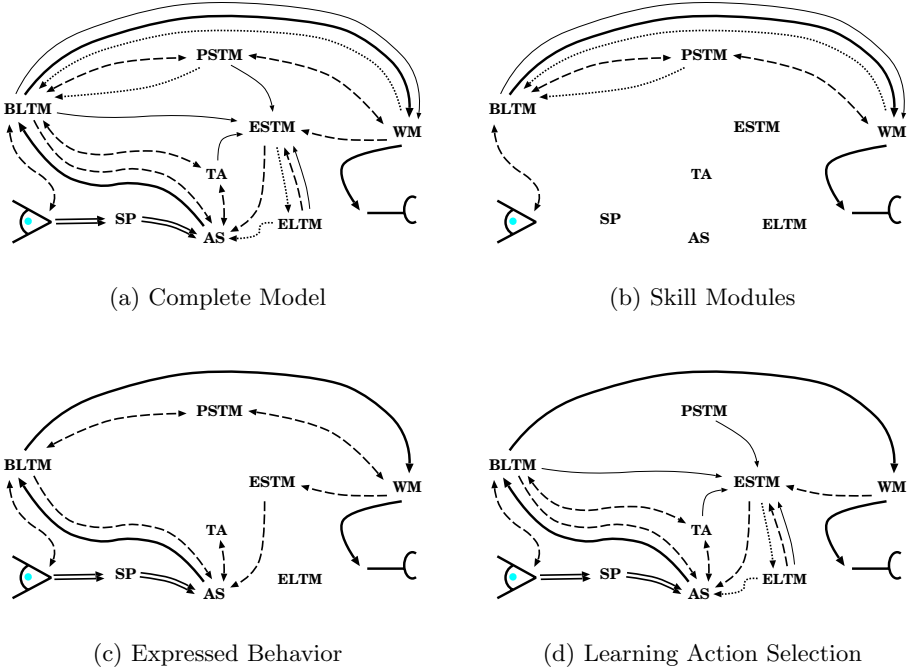 PSTM
BLTM
ESTM
WM
TA
SP
ELTM
AS
(a) Complete Model
PSTM
BLTM
ESTM
WM
TA
SP
ELTM
AS
(b) Skill Modules
PSTM
BLTM
ESTM
WM
TA
SP
ELTM
AS
(c) Expressed Behavior
PSTM
BLTM
ESTM
WM
TA
SP
ELTM
AS
(d) Learning Action Selection